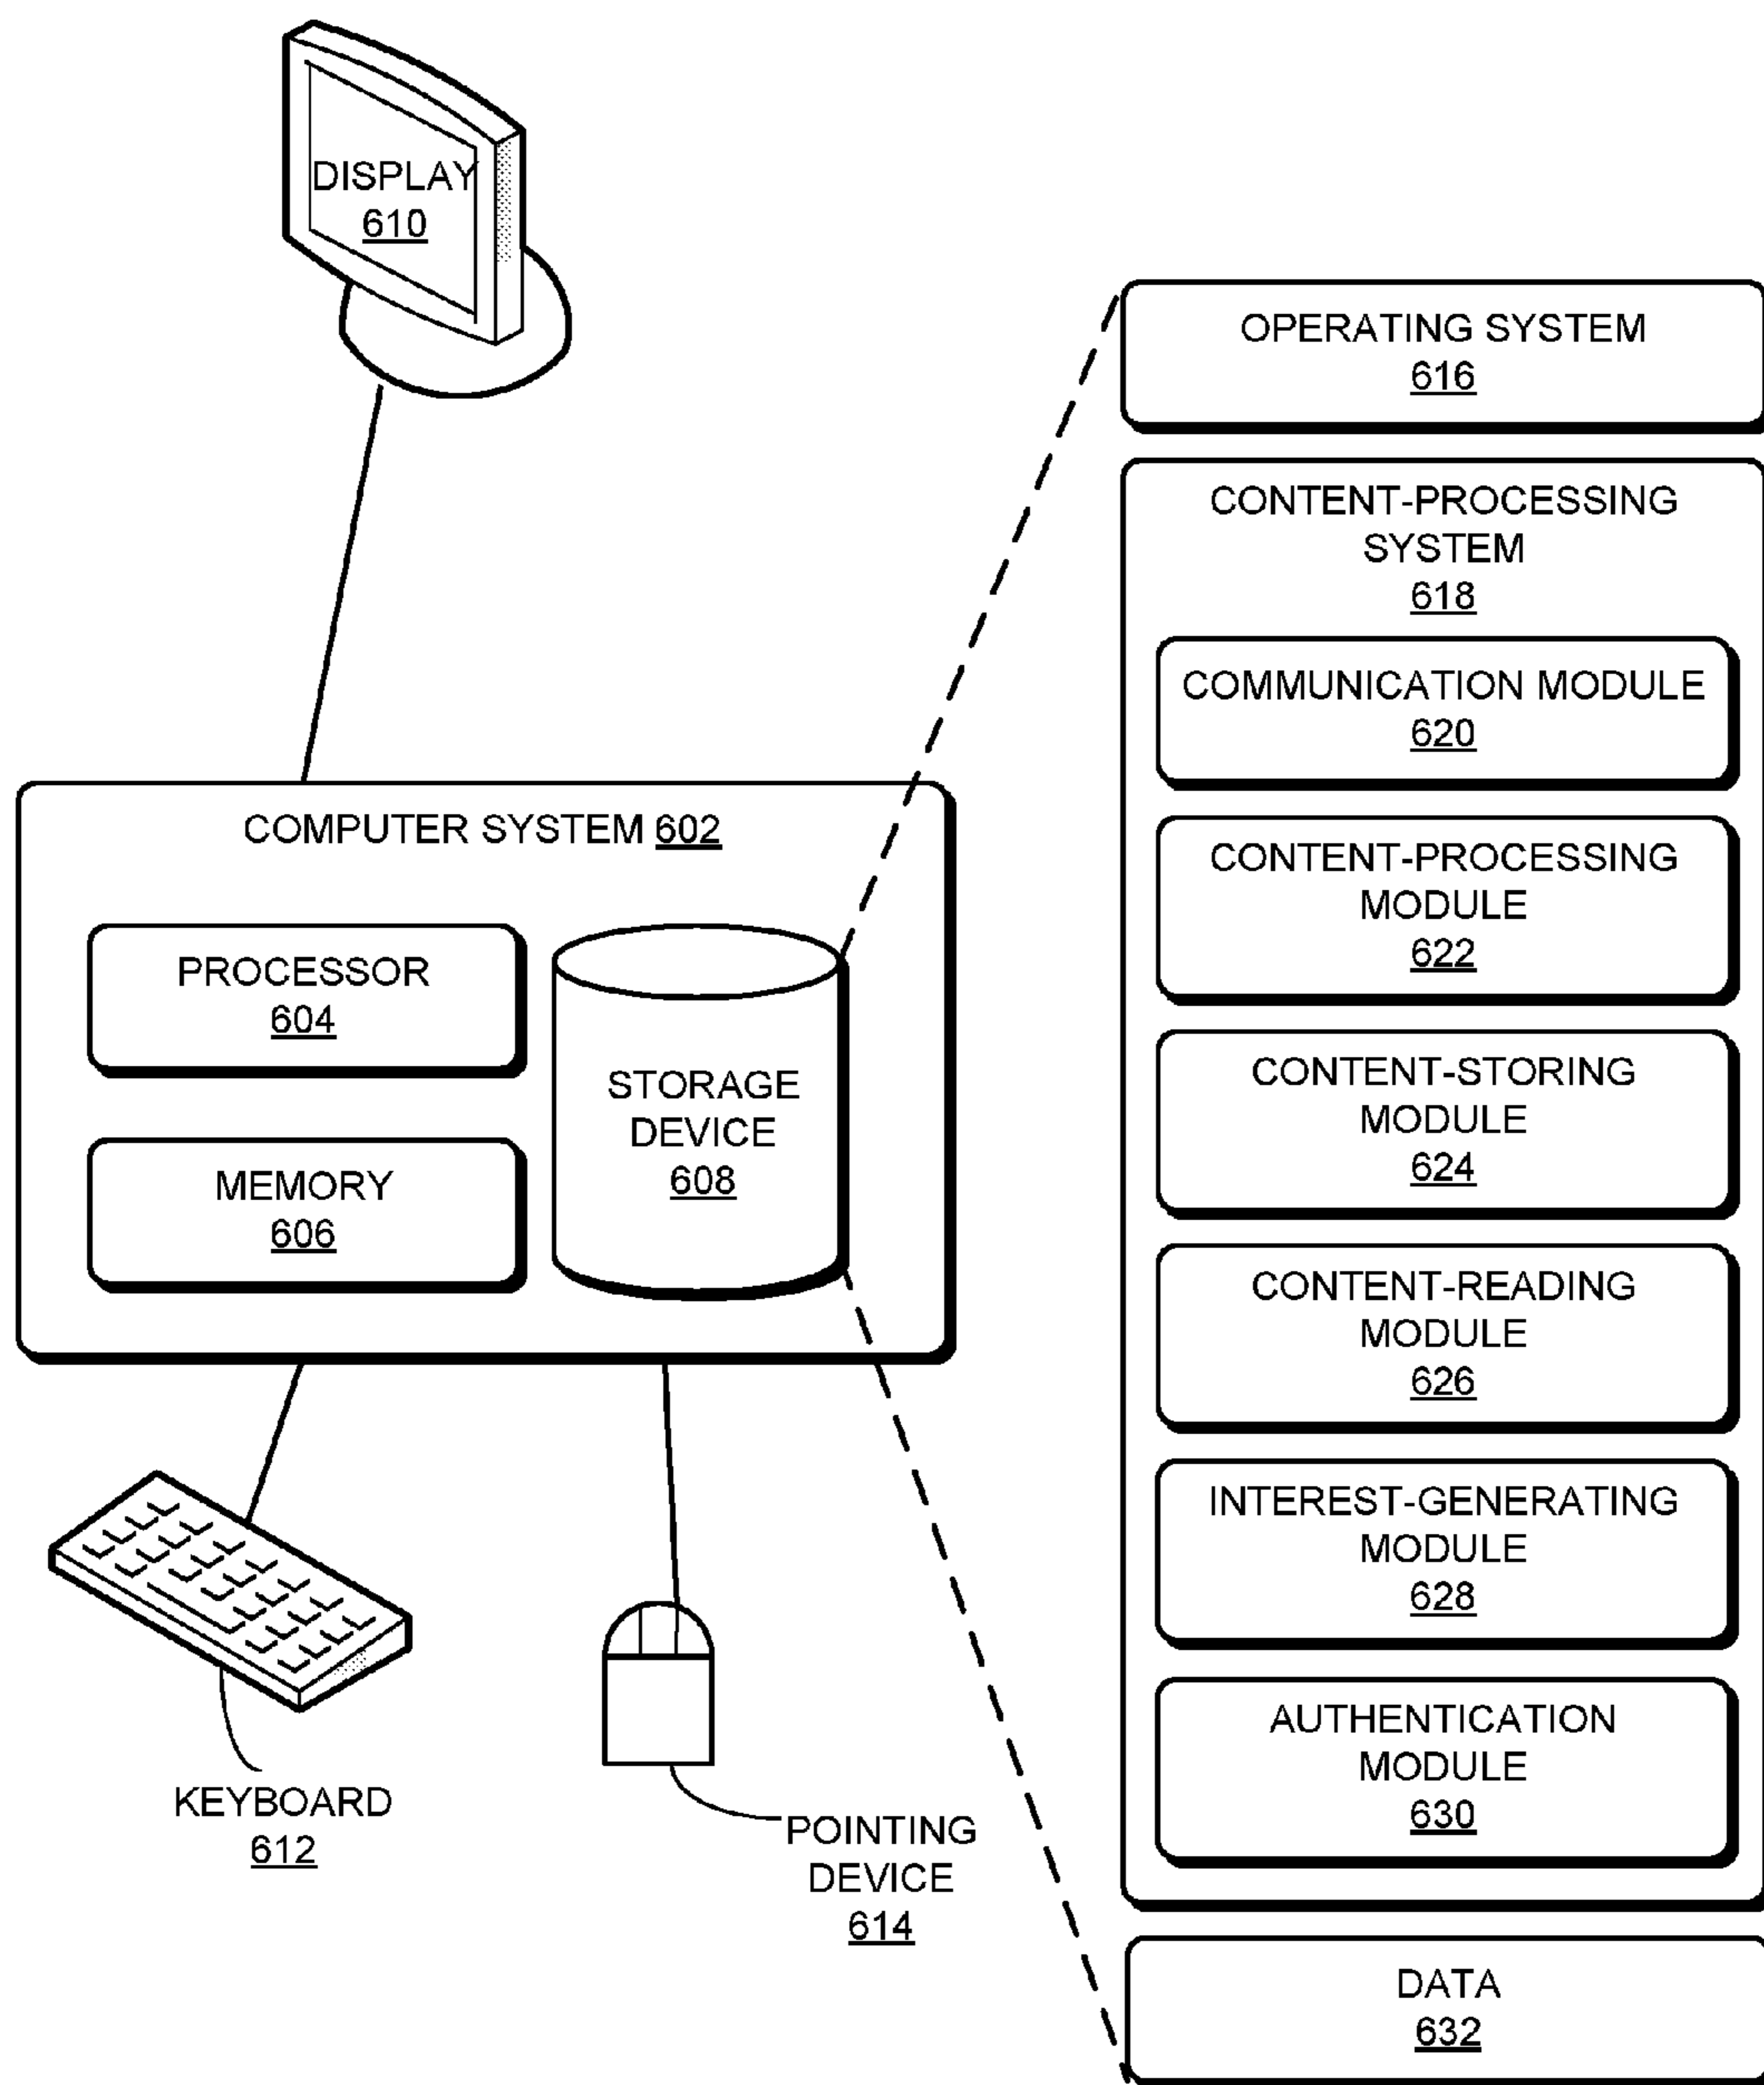 DISPLAY
610
COMPUTER SYSTEM 602
PROCESSOR
604
MEMORY
606
STORAGE
DEVICE
608
KEYBOARD
612
POINTING
DEVICE
614
OPERATING SYSTEM
616
CONTENT-PROCESSING
SYSTEM
618
COMMUNICATION MODULE
620
CONTENT-PROCESSING
MODULE
622
CONTENT-STORING
MODULE
624
CONTENT-READING
MODULE
626
INTEREST-GENERATING
MODULE
628
AUTHENTICATION
MODULE
630
DATA
632